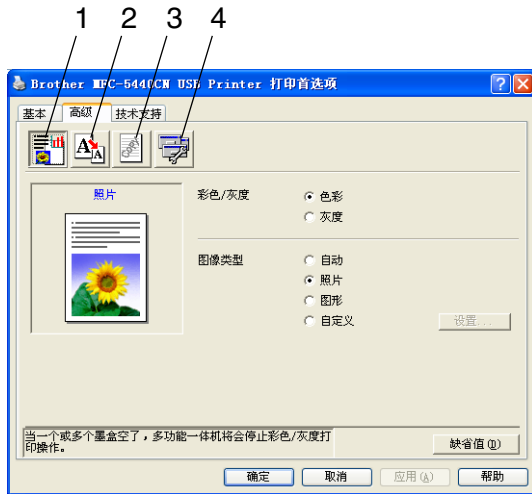 1 2 3 4
Brother MFC-5440CN USB Printer 打印首选项
基本 高级 技术支持
照片
彩色/灰度
色彩
灰度
图像类型
自动
照片
图形
自定义
设置...
当一个或多个墨盒空了，多功能一体机将会停止彩色/灰度打
印操作。
缺省值(D)
确定 取消 应用(A) 帮助